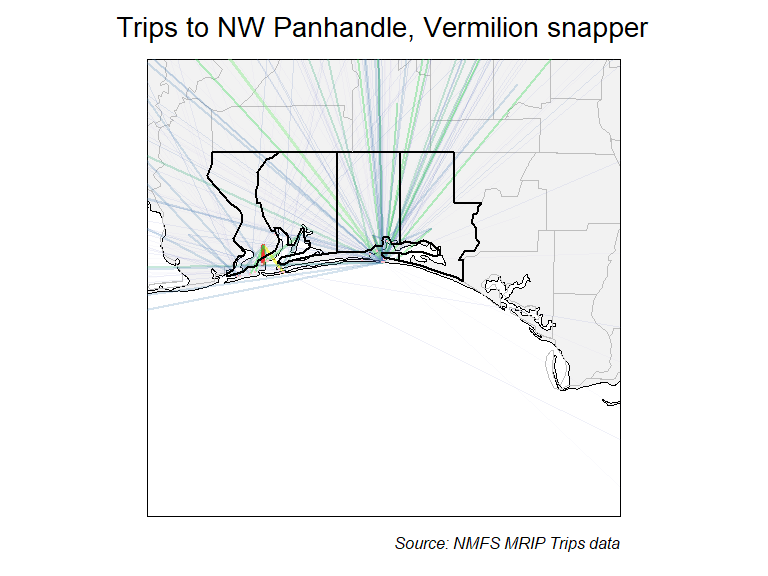 Trips to NW Panhandle, Vermilion snapper
Source: NMFS MRIP Trips data